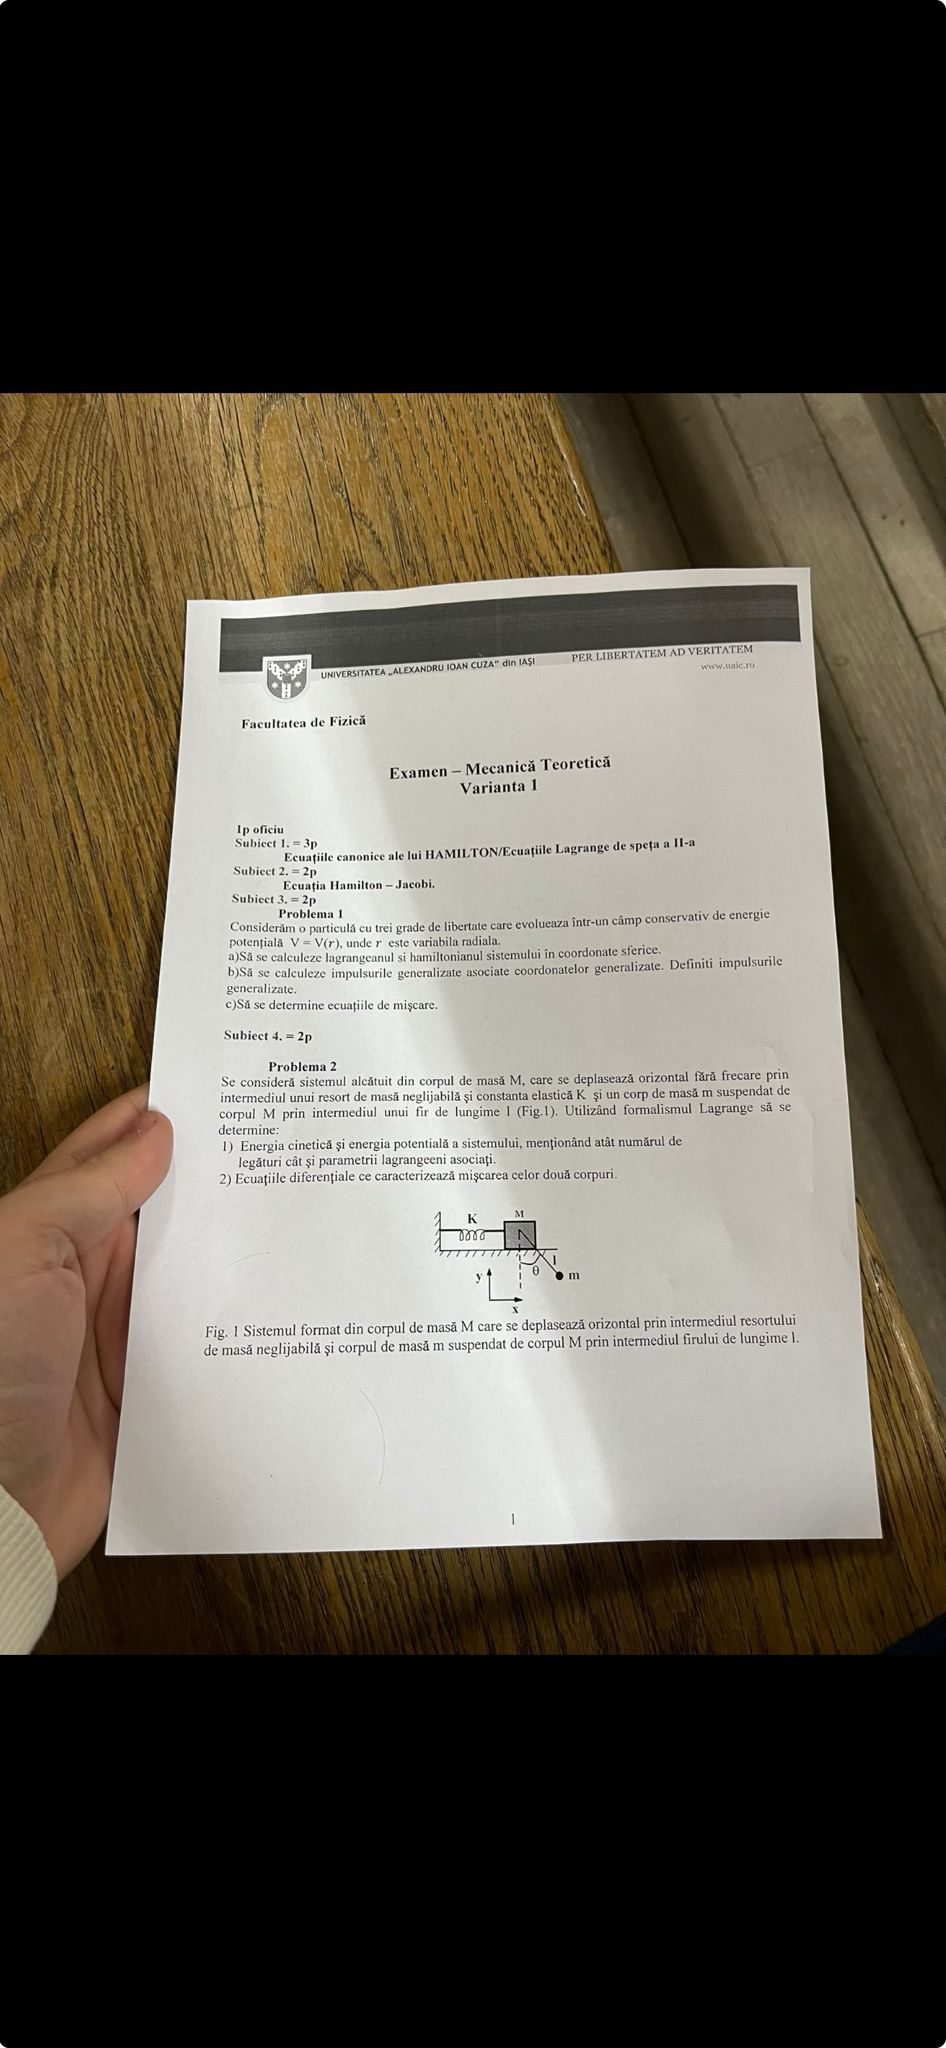 UNIVERSITATEA „ALEXANDRU IOAN CUZA" din IAŞI
PER LIBERTATEM AD VERITATEM
www.uaic.ro
Facultatea de Fizică
Examen – Mecanică Teoretică
Varianta 1
1p oficiu
Subiect 1. = 3p
Ecuaţiile canonice ale lui HAMILTON/Ecuaţiile Lagrange de speţa a II-a
Subiect 2. = 2p
Ecuaţia Hamilton – Jacobi.
Subiect 3. = 2p
Problema 1
Considerăm o particulă cu trei grade de libertate care evolueaza într-un câmp conservativ de energie
potenţială V = V(r), unde r este variabila radiala.
a)Să se calculeze lagrangeanul si hamiltonianul sistemului în coordonate sferice.
b)Să se calculeze impulsurile generalizate asociate coordonatelor generalizate. Definiti impulsurile
generalizate.
c)Să se determine ecuaţiile de mişcare.
Subiect 4. = 2p
Problema 2
Se consideră sistemul alcătuit din corpul de masă M, care se deplasează orizontal fără frecare prin
intermediul unui resort de masă neglijabilă şi constanta elastică K şi un corp de masă m suspendat de
corpul M prin intermediul unui fir de lungime l (Fig.1). Utilizând formalismul Lagrange să se
determine:
1) Energia cinetică şi energia potenţială a sistemului, menţionând atât numărul de
legături cât şi parametrii lagrangeeni asociaţi.
2) Ecuaţiile diferenţiale ce caracterizează mişcarea celor două corpuri.
K
M
l
θ
m
y
x
Fig. 1 Sistemul format din corpul de masă M care se deplasează orizontal prin intermediul resortului
de masă neglijabilă şi corpul de masă m suspendat de corpul M prin intermediul firului de lungime l.
1